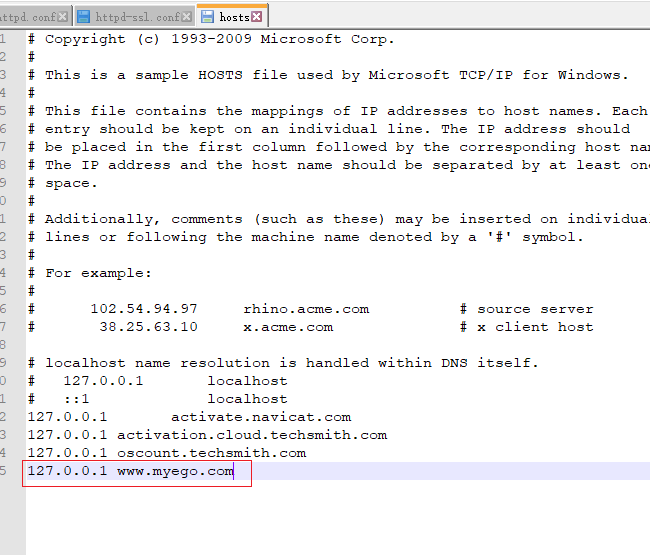 httpd.conf httpd-ssl.conf hosts
1 # Copyright (c) 1993-2009 Microsoft Corp.
2 #
3 # This is a sample HOSTS file used by Microsoft TCP/IP for Windows.
4 #
5 # This file contains the mappings of IP addresses to host names. Each
6 # entry should be kept on an individual line. The IP address should
7 # be placed in the first column followed by the corresponding host nam
8 # The IP address and the host name should be separated by at least one
9 # space.
0 #
1 # Additionally, comments (such as these) may be inserted on individual
2 # lines or following the machine name denoted by a '#' symbol.
3 #
4 # For example:
5 #
6 # 102.54.94.97 rhino.acme.com # source server
7 # 38.25.63.10 x.acme.com # x client host
8
9 # localhost name resolution is handled within DNS itself.
0 # 127.0.0.1 localhost
1 # ::1 localhost
2 127.0.0.1 activate.navicat.com
3 127.0.0.1 activation.cloud.techsmith.com
4 127.0.0.1 oscount.techsmith.com
5 127.0.0.1 www.myego.com